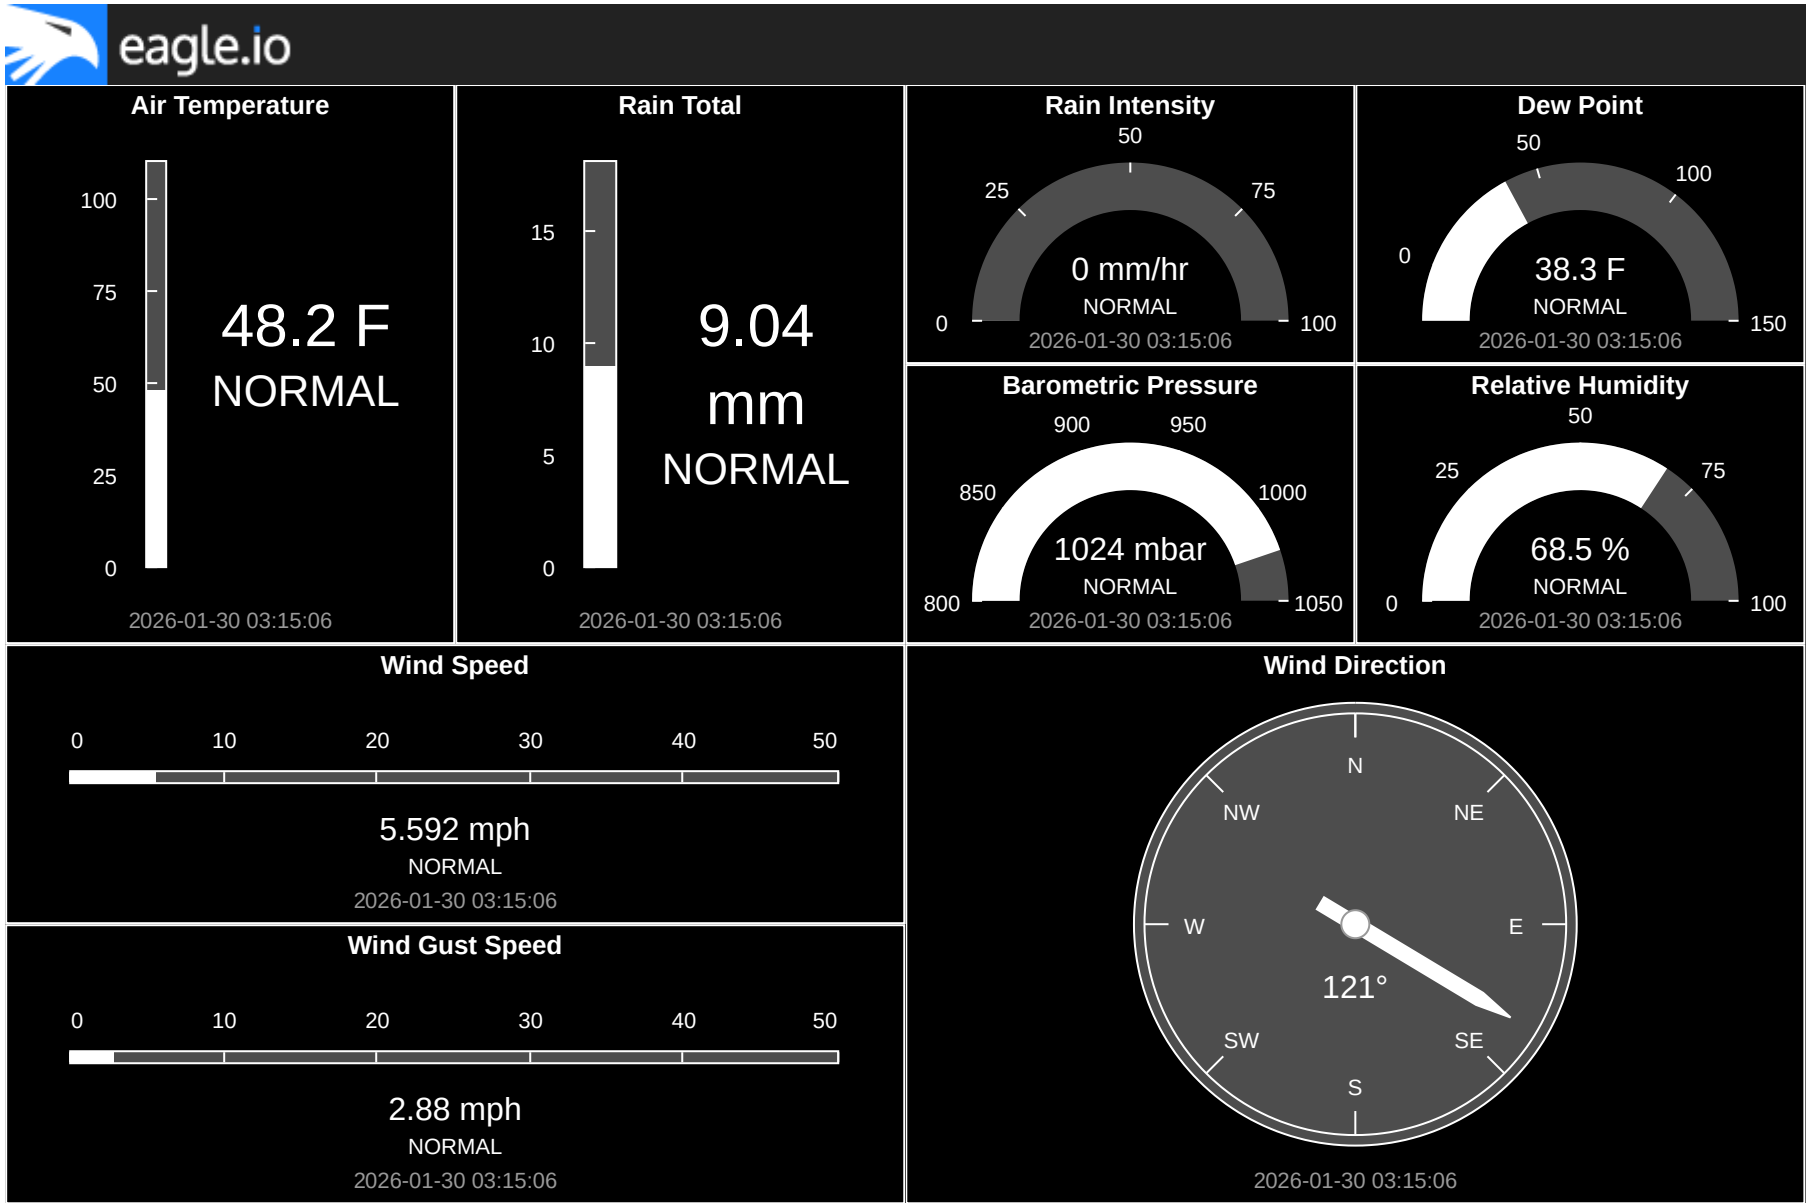 eagle.io
Air Temperature
100
75
50
25
0
48.2 F
NORMAL
2026-01-30 03:15:06
Rain Total
15
10
5
0
9.04
mm
NORMAL
2026-01-30 03:15:06
Rain Intensity
50
25
75
0
100
0 mm/hr
NORMAL
2026-01-30 03:15:06
Dew Point
50
100
0
150
38.3 F
NORMAL
2026-01-30 03:15:06
Barometric Pressure
900
950
850
1000
800
1050
1024 mbar
NORMAL
2026-01-30 03:15:06
Relative Humidity
50
25
75
0
100
68.5 %
NORMAL
2026-01-30 03:15:06
Wind Speed
0 10 20 30 40 50
5.592 mph
NORMAL
2026-01-30 03:15:06
Wind Gust Speed
0 10 20 30 40 50
2.88 mph
NORMAL
2026-01-30 03:15:06
Wind Direction
N
NW NE
W E
121°
SW SE
S
2026-01-30 03:15:06